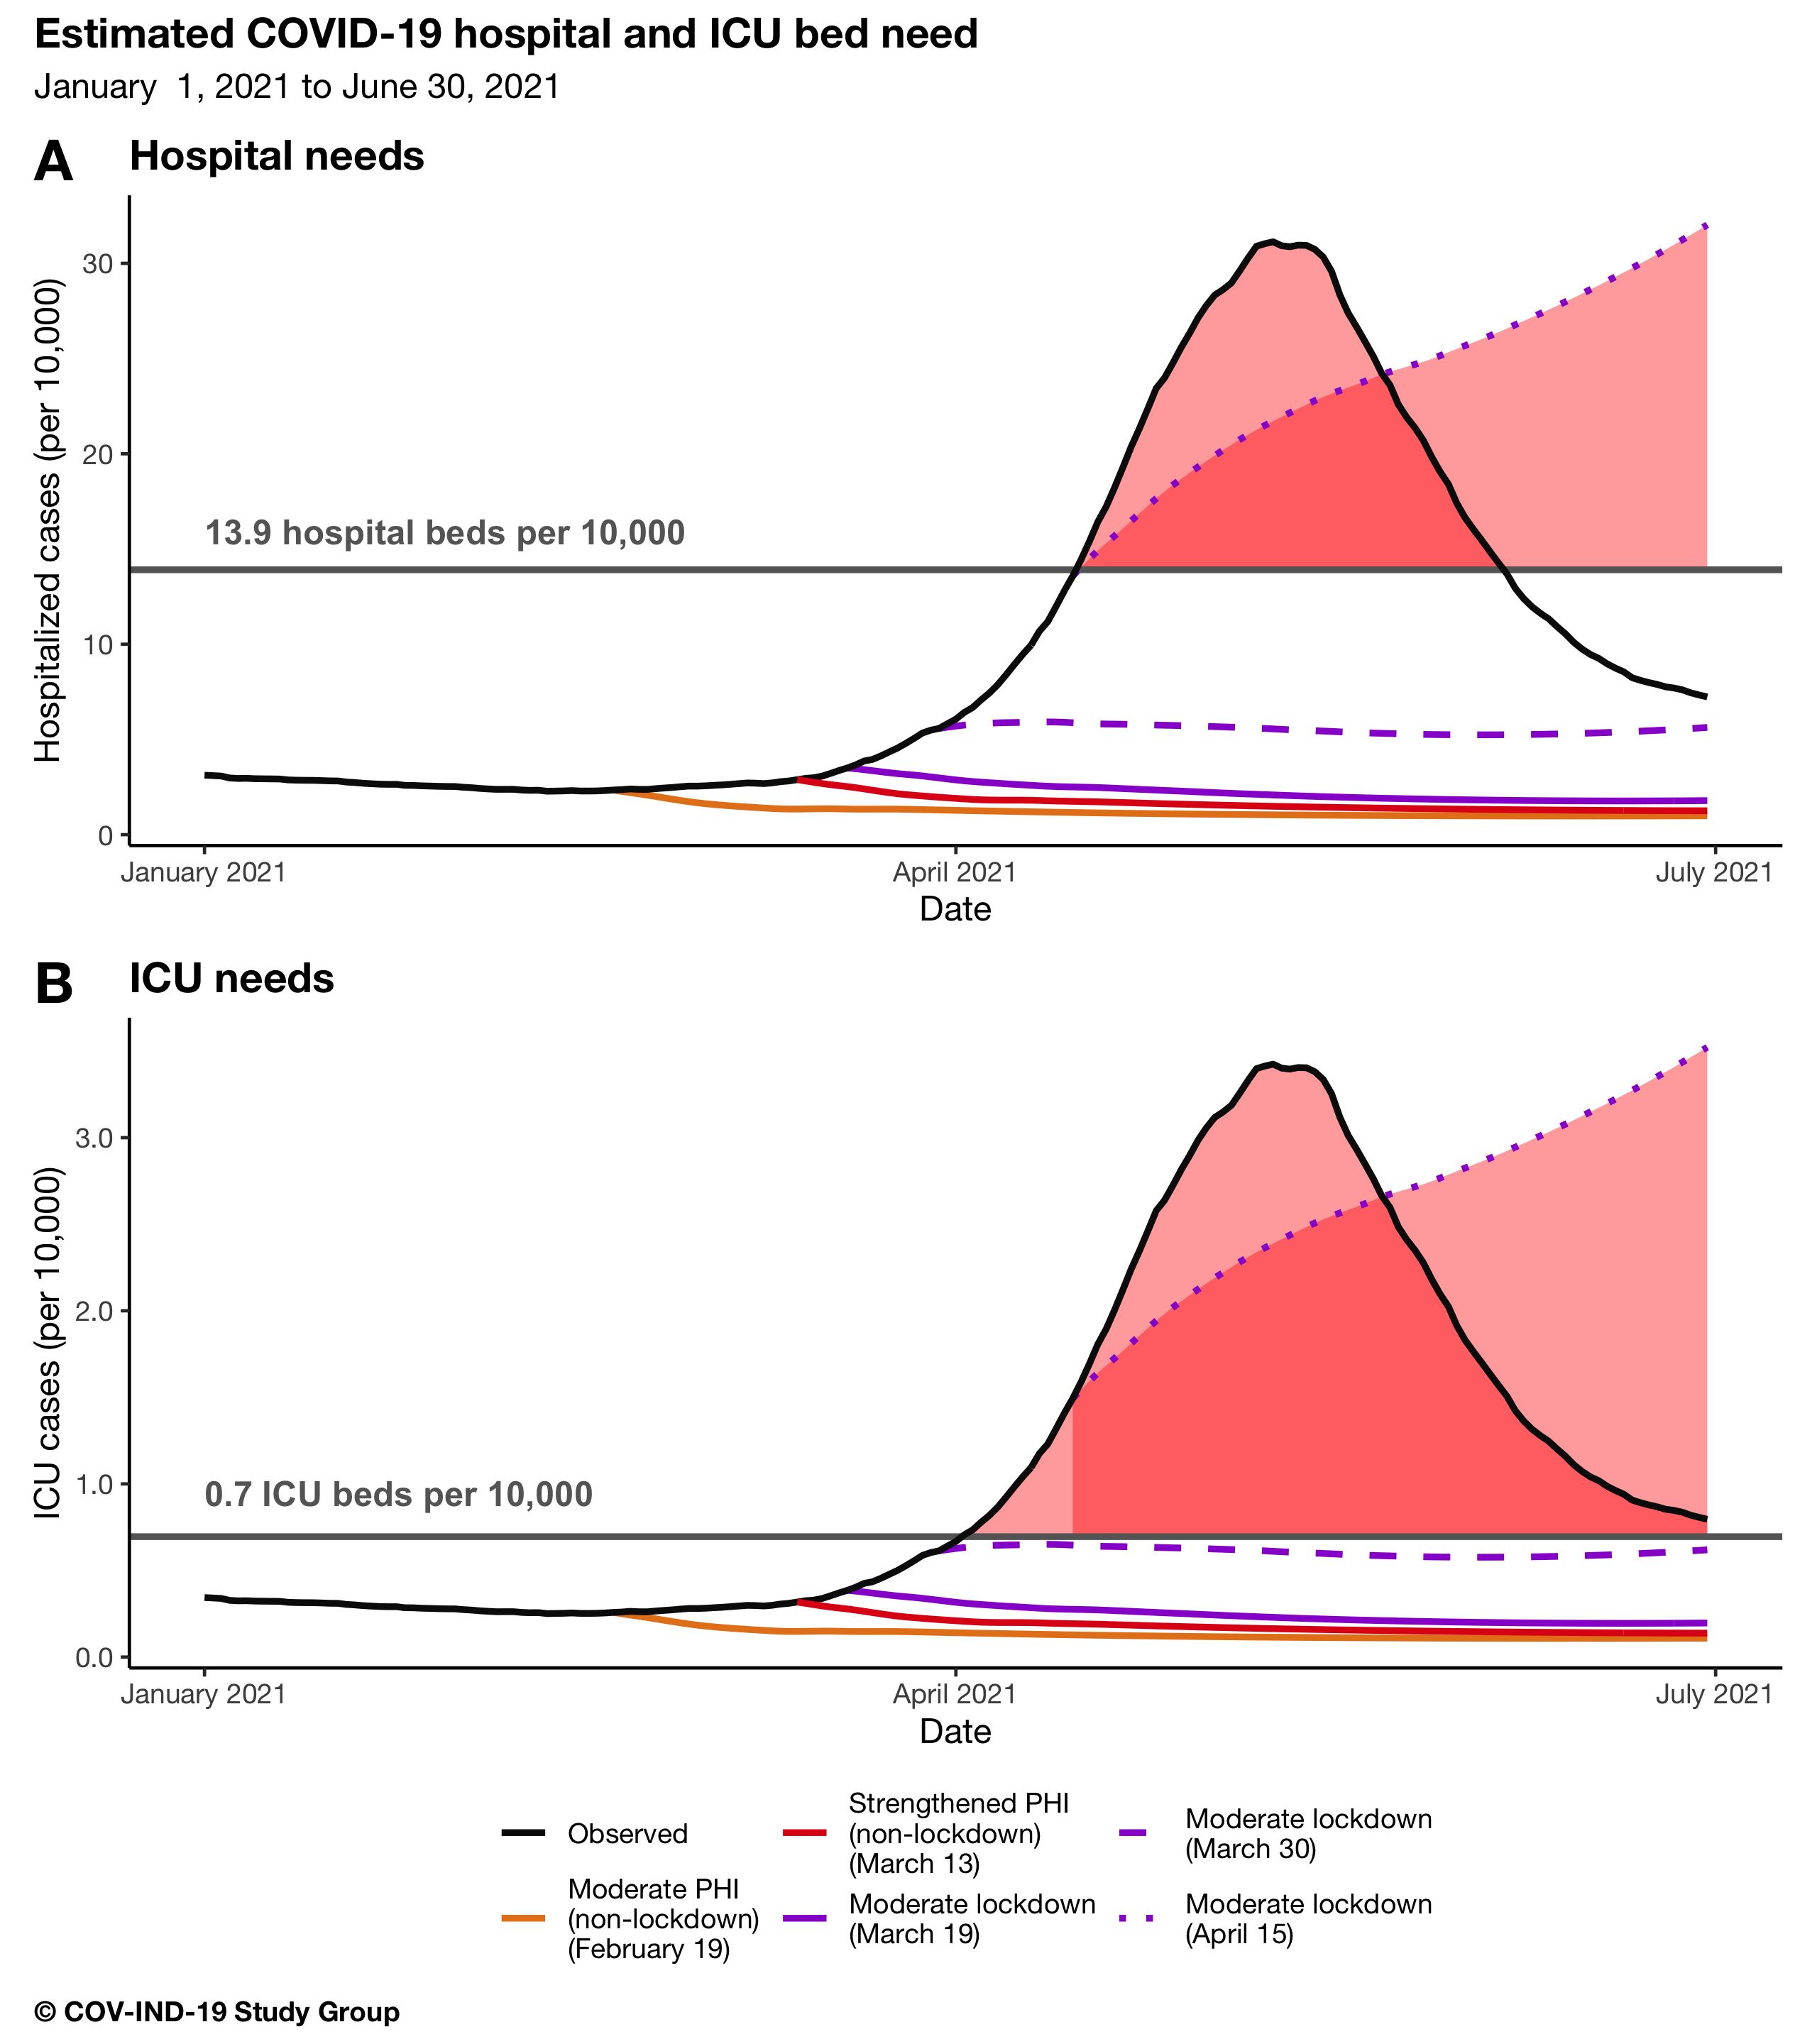 Estimated COVID-19 hospital and ICU bed need
January 1, 2021 to June 30, 2021
A Hospital needs
Hospitalized cases (per 10,000)
30
20
10
0
13.9 hospital beds per 10,000
January 2021
April 2021
July 2021
Date
B ICU needs
ICU cases (per 10,000)
3.0
2.0
1.0
0.0
0.7 ICU beds per 10,000
January 2021
April 2021
July 2021
Date
Observed
Moderate PHI
(non-lockdown)
(February 19)
Strengthened PHI
(non-lockdown)
(March 13)
Moderate lockdown
(March 19)
Moderate lockdown
(March 30)
Moderate lockdown
(April 15)
© COV-IND-19 Study Group